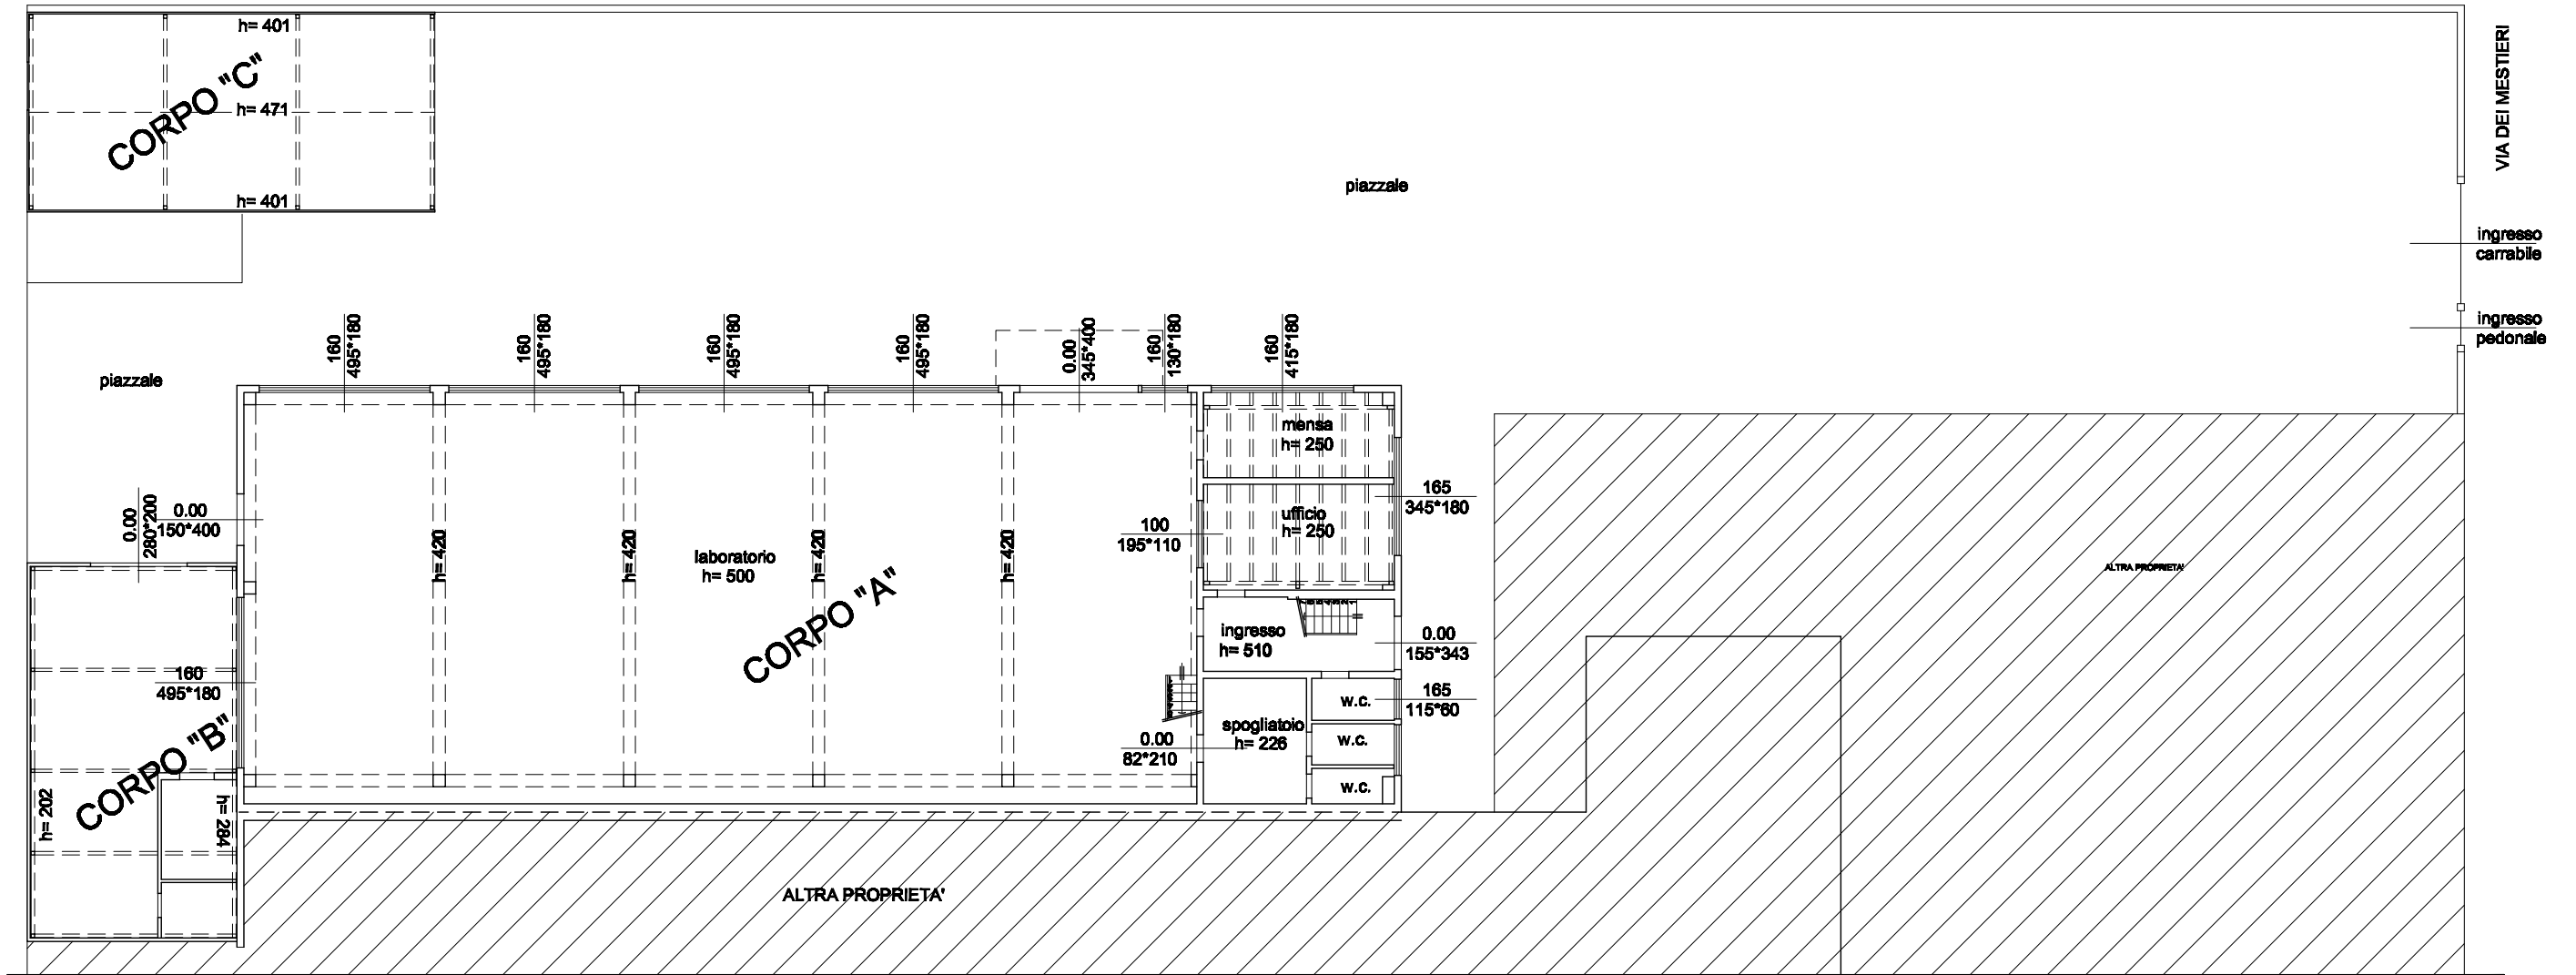 h= 401
CORPO "C"
h= 471
h= 401
VIA DEI MESTIERI
piazzale
ingresso
carrabile
ingresso
pedonale
160
495*180
160
495*180
160
495*180
160
495*180
0.00
345*400
160
130*180
160
415*180
piazzale
mensa
h= 250
0.00
280*200
0.00
150*400
165
345*180
ufficio
h= 250
100
195*110
h= 420
h= 420
h= 420
h= 420
laboratorio
h= 500
CORPO "A"
ALTRA PROPRIETA'
ingresso
h= 510
0.00
155*343
160
495*180
165
115*60
w.c.
w.c.
w.c.
spogliatoio
h= 226
0.00
82*210
CORPO "B"
h= 202
h= 284
ALTRA PROPRIETA'